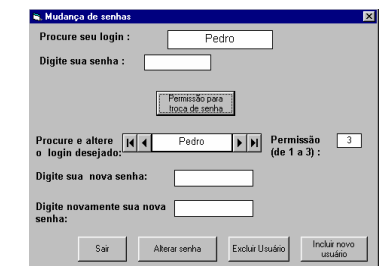 Mudança de senhas
Procure seu login : Pedro
Digite sua senha :
Permissão para
troca de senha
Procure e altere
o login desejado: Pedro
Permissão
(de 1 a 3) : 3
Digite sua nova senha:
Digite novamente sua nova
senha:
Sair Alterar senha Excluir Usuário Incluir novo
usuário